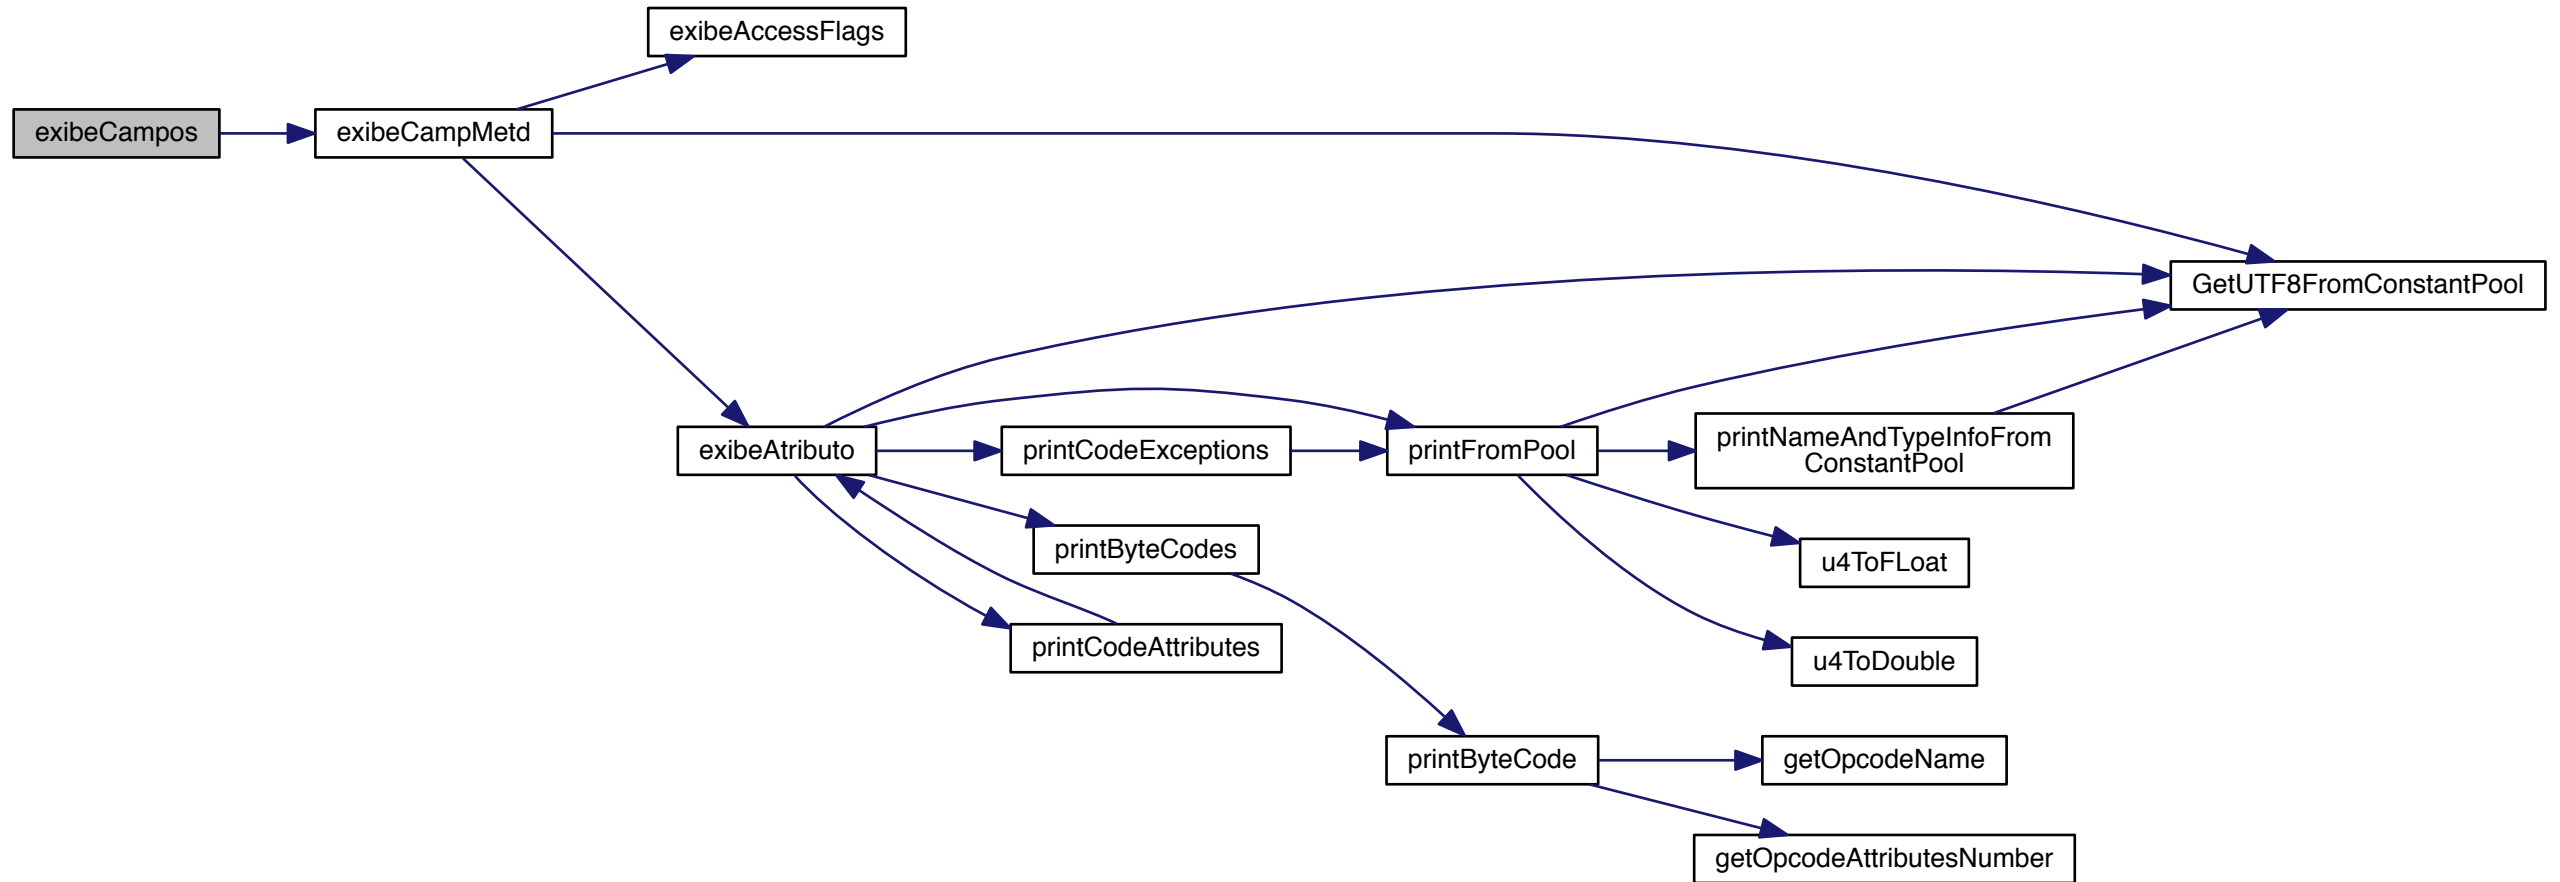 exibeAccessFlags
exibeCampos
exibeCampMetd
GetUTF8FromConstantPool
exibeAtributo
printCodeExceptions
printFromPool
printNameAndTypeInfoFrom
ConstantPool
printByteCodes
u4ToFLoat
printCodeAttributes
u4ToDouble
printByteCode
getOpcodeName
getOpcodeAttributesNumber